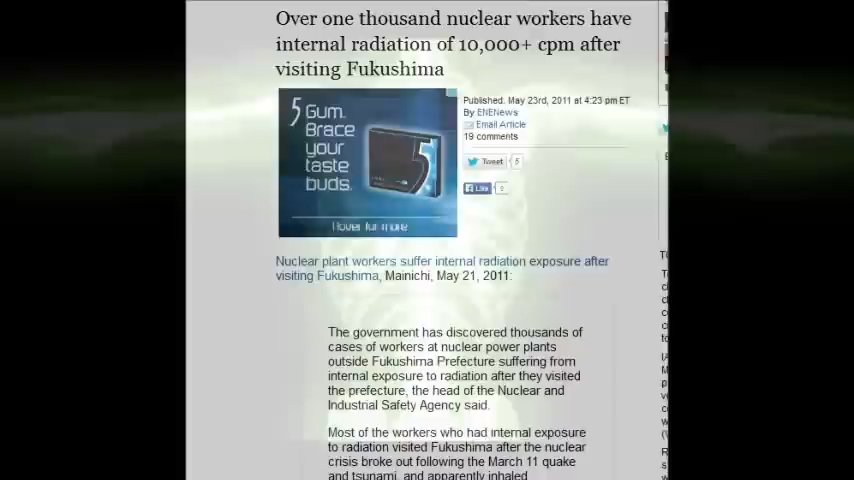 Over one thousand nuclear workers have
internal radiation of 10,000+ cpm after
visiting Fukushima
5 Gum.
Brace
your
taste
buds.
5
Hover for more
Published: May 23rd, 2011 at 4:23 pm ET
By ENENews
Email Article
19 comments
Tweet 5
Like 9
Nuclear plant workers suffer internal radiation exposure after
visiting Fukushima, Mainichi, May 21, 2011:
The government has discovered thousands of
cases of workers at nuclear power plants
outside Fukushima Prefecture suffering from
internal exposure to radiation after they visited
the prefecture, the head of the Nuclear and
Industrial Safety Agency said.
Most of the workers who had internal exposure
to radiation visited Fukushima after the nuclear
crisis broke out following the March 11 quake
and tsunami, and apparently inhaled